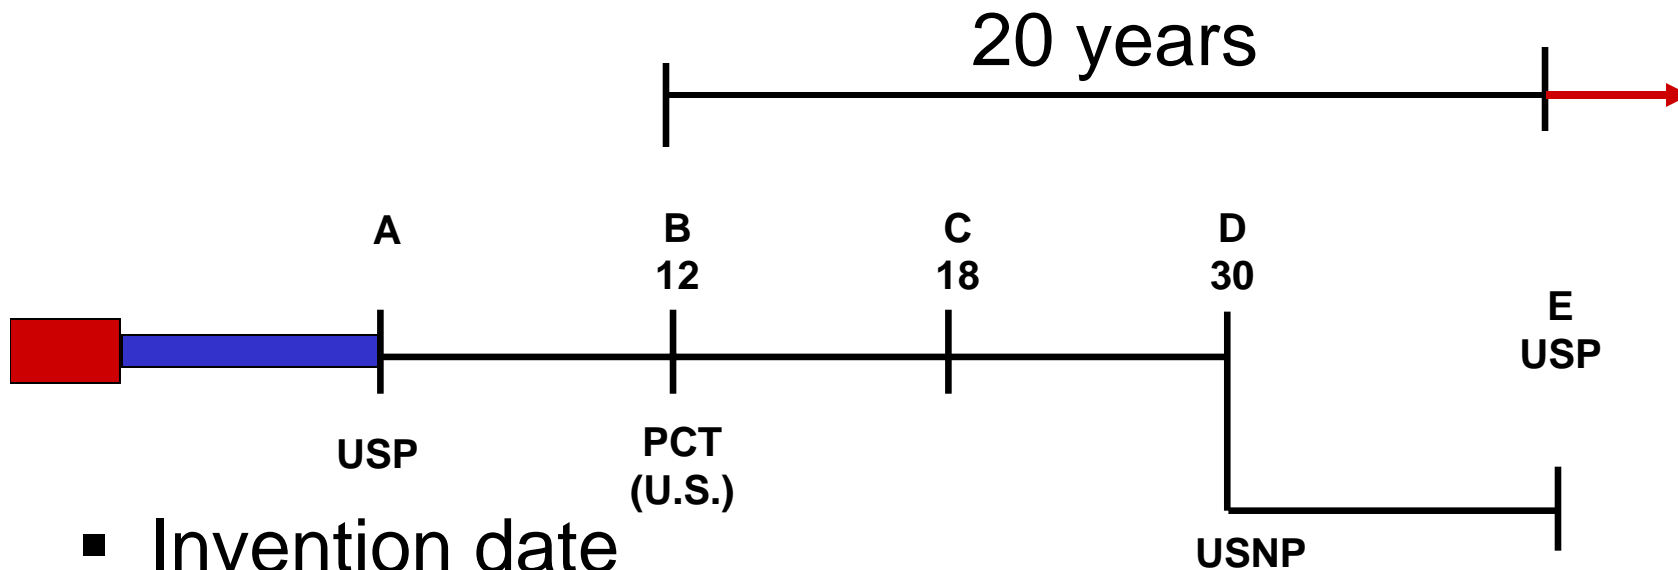 20 years
A
B
12
C
18
D
30
E
USP
USP
PCT
(U.S.)
▪ Invention date
USNP